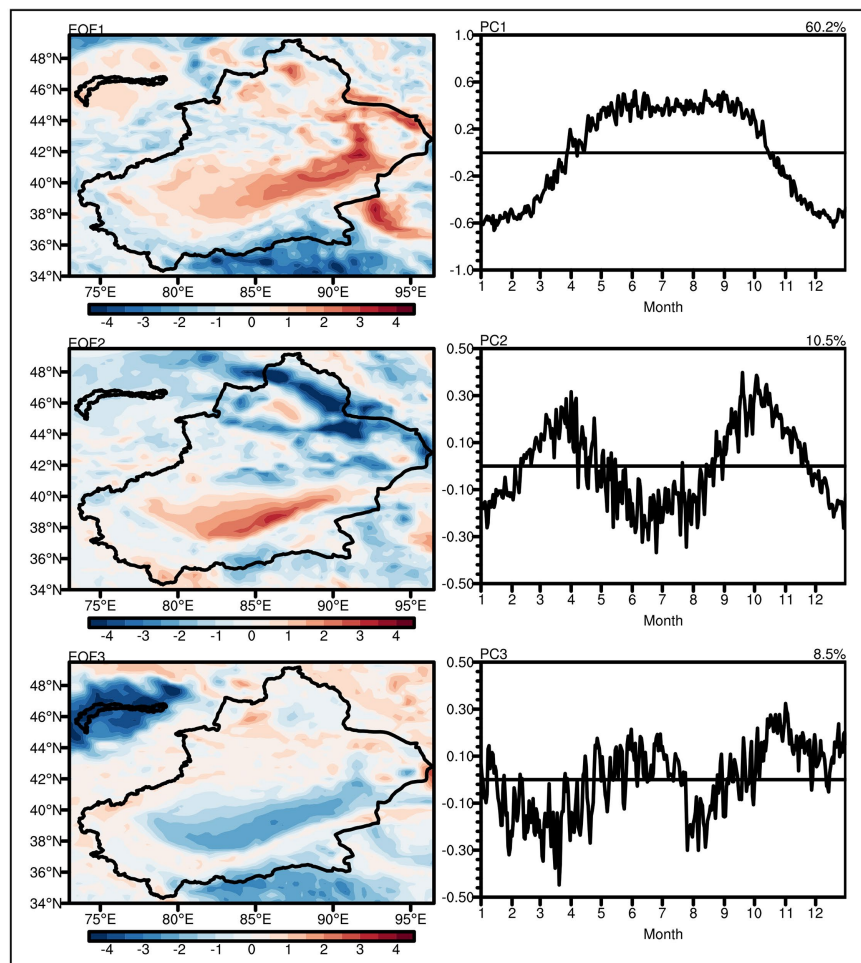 EOF1
48°N
46°N
44°N
42°N
40°N
38°N
36°N
34°N
75°E 80°E 85°E 90°E 95°E
-4 -3 -2 -1 0 1 2 3 4
PC1 60.2%
1.0
0.6
0.2
-0.2
-0.6
-1.0
1 2 3 4 5 6 7 8 9 10 11 12
Month
EOF2
48°N
46°N
44°N
42°N
40°N
38°N
36°N
34°N
75°E 80°E 85°E 90°E 95°E
-4 -3 -2 -1 0 1 2 3 4
PC2 10.5%
0.50
0.30
0.10
-0.10
-0.30
-0.50
1 2 3 4 5 6 7 8 9 10 11 12
Month
EOF3
48°N
46°N
44°N
42°N
40°N
38°N
36°N
34°N
75°E 80°E 85°E 90°E 95°E
-4 -3 -2 -1 0 1 2 3 4
PC3 8.5%
0.50
0.30
0.10
-0.10
-0.30
-0.50
1 2 3 4 5 6 7 8 9 10 11 12
Month